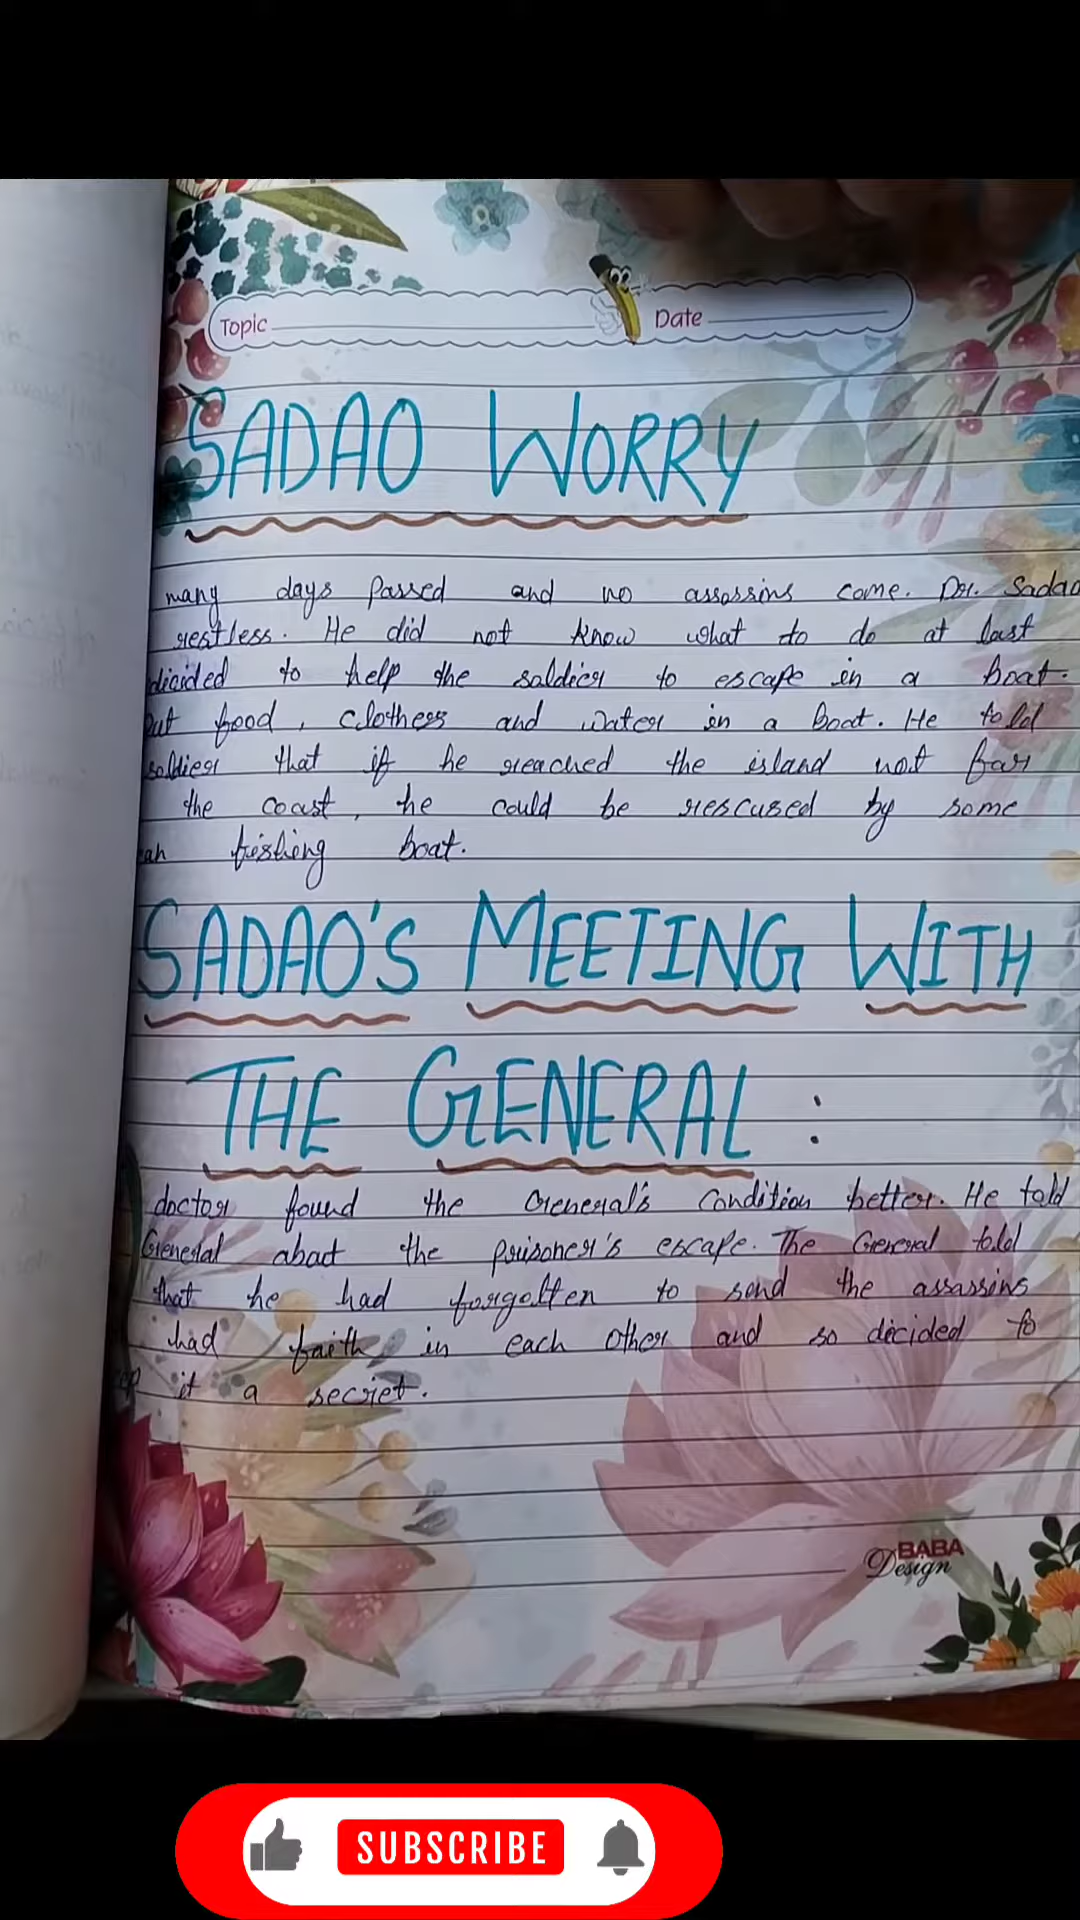 Topic
Date
SADAO WORRY
many days passed and no assassins come. Dr. Sadao
restless. He did not know what to do at last
dicided to help the soldier to escape in a boat.
put food, clothess and water in a boat. He told
soldier that if he reached the island not far
the coast, he could be rescused by some
fishing boat.
SADAO'S MEETING WITH
THE GENERAL :
doctor found the General's condition better. He told
General about the prisoner's escape. The General told
that he had forgotten to send the assassins
had faith in each other and so decided to
it a secret.
BABA
Design
SUBSCRIBE